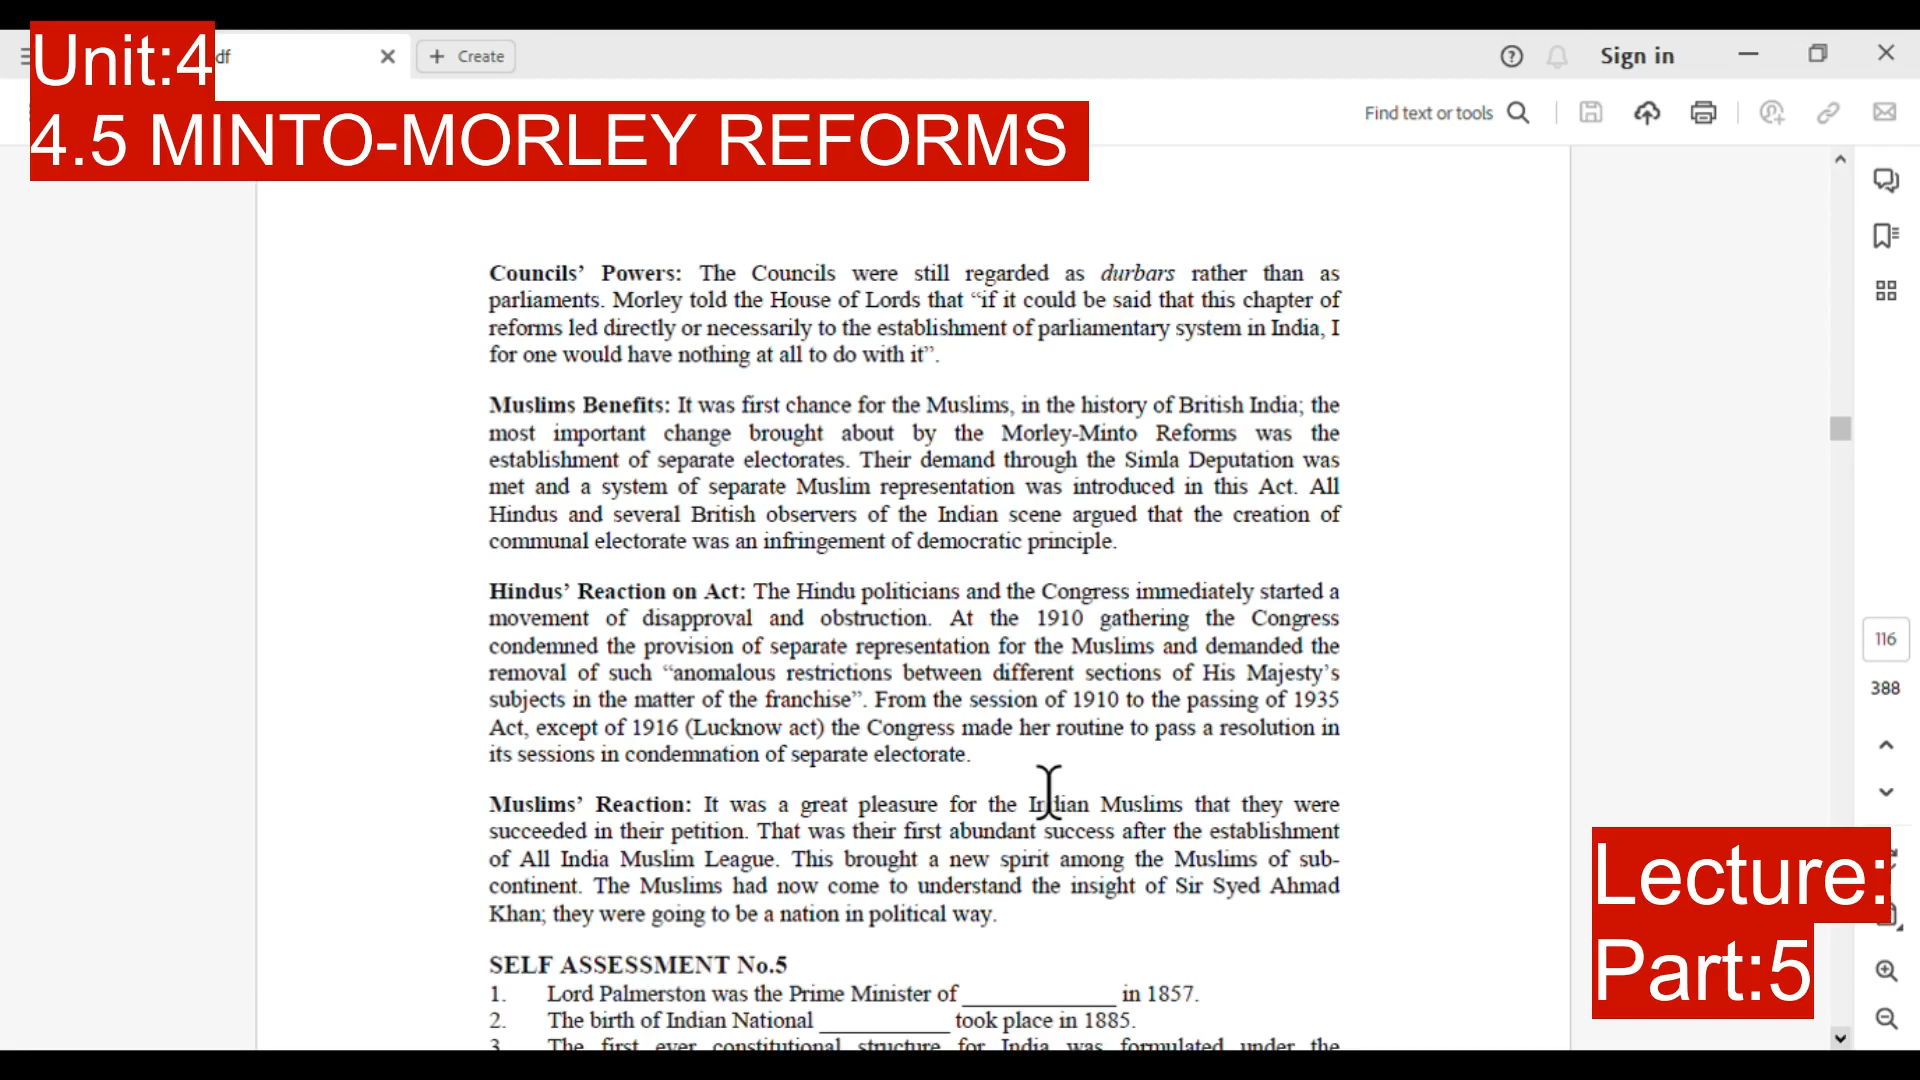 Unit:4
df
Create
Sign in
4.5 MINTO-MORLEY REFORMS
Find text or tools
Councils’ Powers: The Councils were still regarded as durbars rather than as
parliaments. Morley told the House of Lords that “if it could be said that this chapter of
reforms led directly or necessarily to the establishment of parliamentary system in India, I
for one would have nothing at all to do with it”.
Muslims Benefits: It was first chance for the Muslims, in the history of British India; the
most important change brought about by the Morley-Minto Reforms was the
establishment of separate electorates. Their demand through the Simla Deputation was
met and a system of separate Muslim representation was introduced in this Act. All
Hindus and several British observers of the Indian scene argued that the creation of
communal electorate was an infringement of democratic principle.
Hindus’ Reaction on Act: The Hindu politicians and the Congress immediately started a
movement of disapproval and obstruction. At the 1910 gathering the Congress
condemned the provision of separate representation for the Muslims and demanded the
removal of such “anomalous restrictions between different sections of His Majesty’s
subjects in the matter of the franchise”. From the session of 1910 to the passing of 1935
Act, except of 1916 (Lucknow act) the Congress made her routine to pass a resolution in
its sessions in condemnation of separate electorate.
Muslims’ Reaction: It was a great pleasure for the Indian Muslims that they were
succeeded in their petition. That was their first abundant success after the establishment
of All India Muslim League. This brought a new spirit among the Muslims of sub-
continent. The Muslims had now come to understand the insight of Sir Syed Ahmad
Khan; they were going to be a nation in political way.
SELF ASSESSMENT No.5
1. Lord Palmerston was the Prime Minister of ______________ in 1857.
2. The birth of Indian National ____________ took place in 1885.
3. The first ever constitutional structure for India was formulated under the
116
388
Lecture:
Part:5